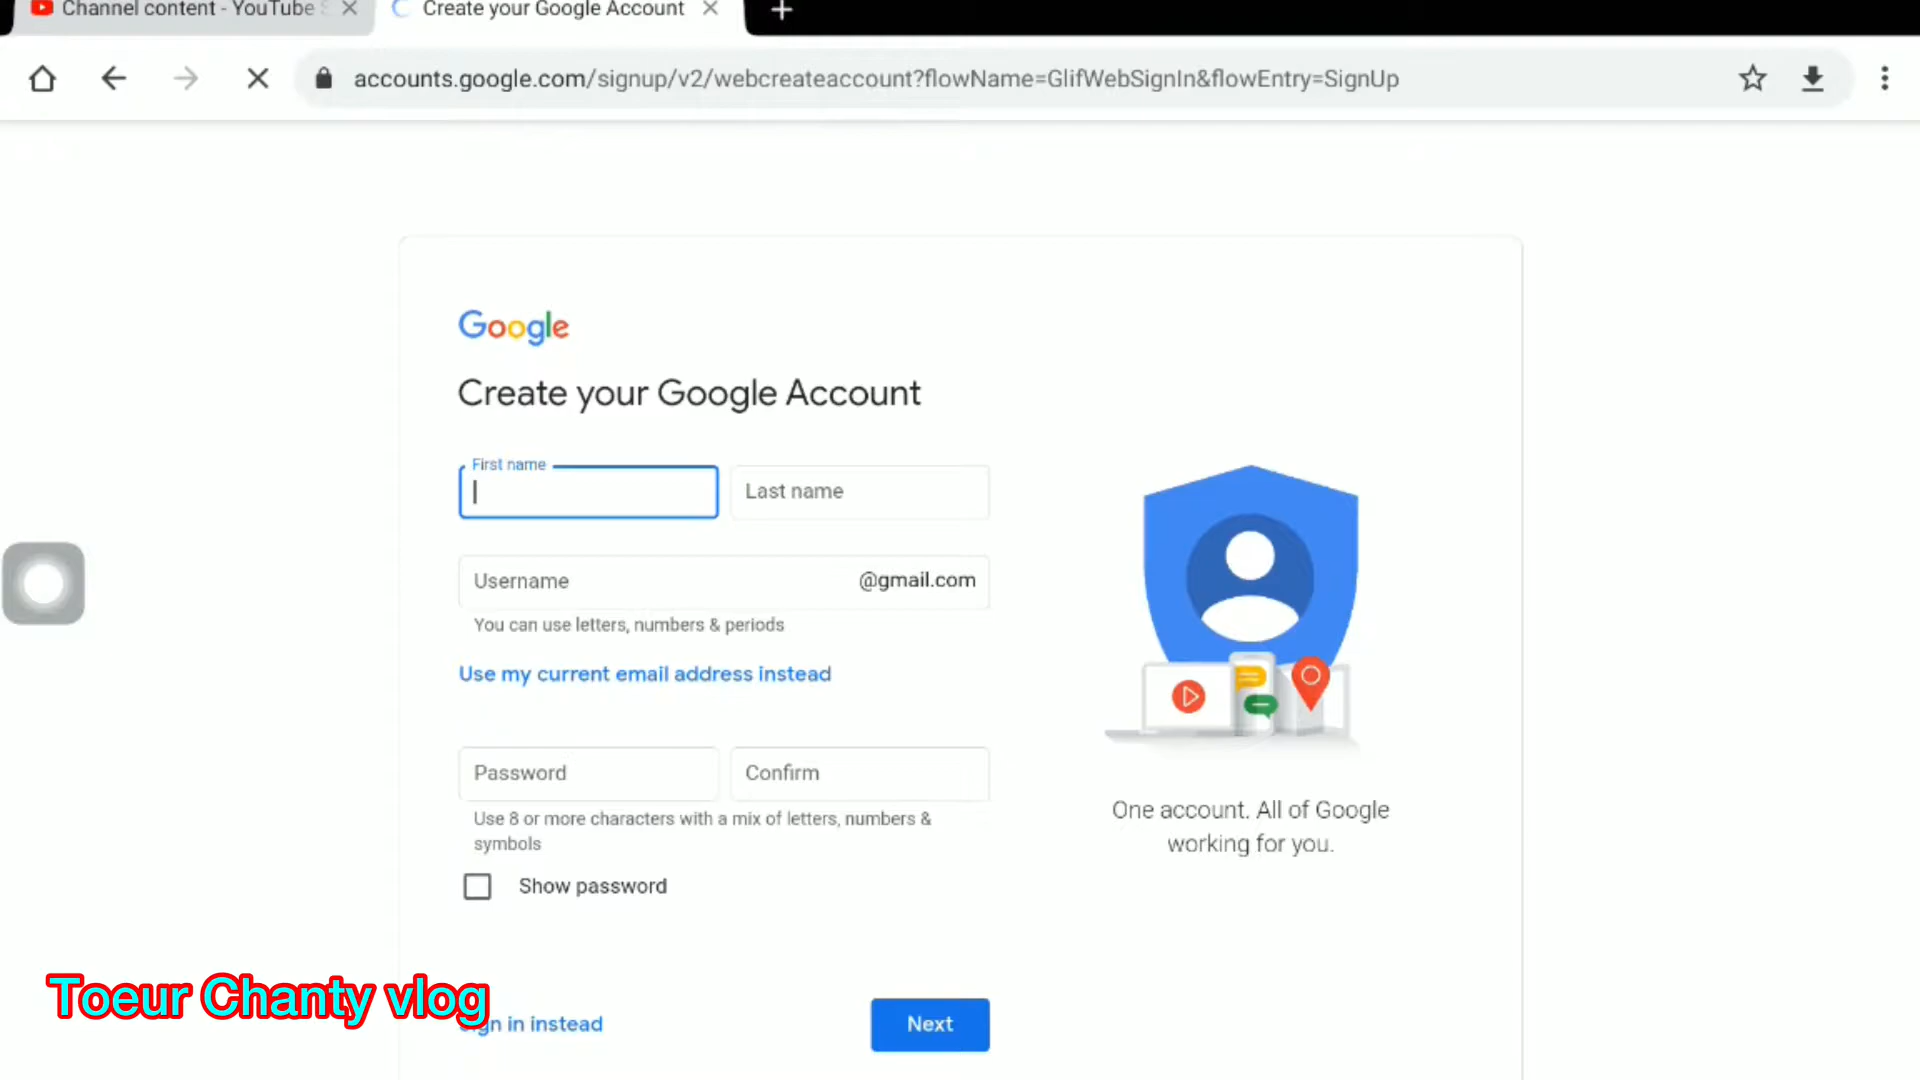 Channel content - YouTube
Create your Google Account
accounts.google.com/signup/v2/webcreateaccount?flowName=GlifWebSignIn&flowEntry=SignUp
Google
Create your Google Account
First name
Last name
Username
@gmail.com
You can use letters, numbers & periods
Use my current email address instead
Password
Confirm
Use 8 or more characters with a mix of letters, numbers &
symbols
Show password
One account. All of Google
working for you.
Toeur Chanty vlog
Sign in instead
Next